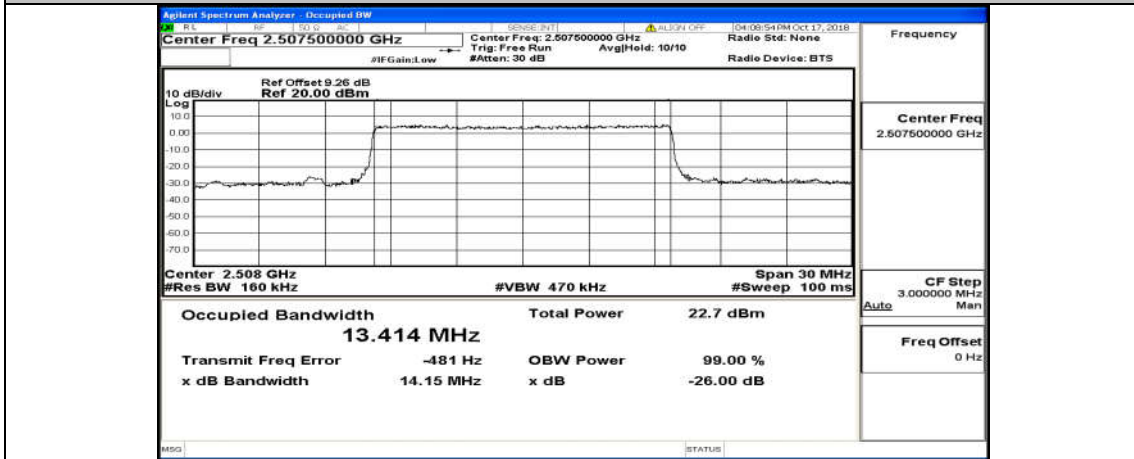 Agilent Spectrum Analyzer - Occupied BW
RL RF 50 Ω AC SENSE:INT ALIGN OFF 04:08:54 PM Oct 17, 2018
Center Freq 2.507500000 GHz Center Freq: 2.507500000 GHz Radio Std: None Frequency
Trig: Free Run Avg|Hold: 10/10
#IFGain:Low #Atten: 30 dB Radio Device: BTS
Ref Offset 9.26 dB
10 dB/div Ref 20.00 dBm
Log
10.0
0.00
-10.0
-20.0
-30.0
-40.0
-50.0
-60.0
-70.0
Center Freq
2.507500000 GHz
Center 2.508 GHz Span 30 MHz
#Res BW 160 kHz #VBW 470 kHz #Sweep 100 ms
CF Step
3.000000 MHz
Auto Man
Occupied Bandwidth Total Power 22.7 dBm
13.414 MHz
Freq Offset
0 Hz
Transmit Freq Error -481 Hz OBW Power 99.00 %
x dB Bandwidth 14.15 MHz x dB -26.00 dB
MSG STATUS